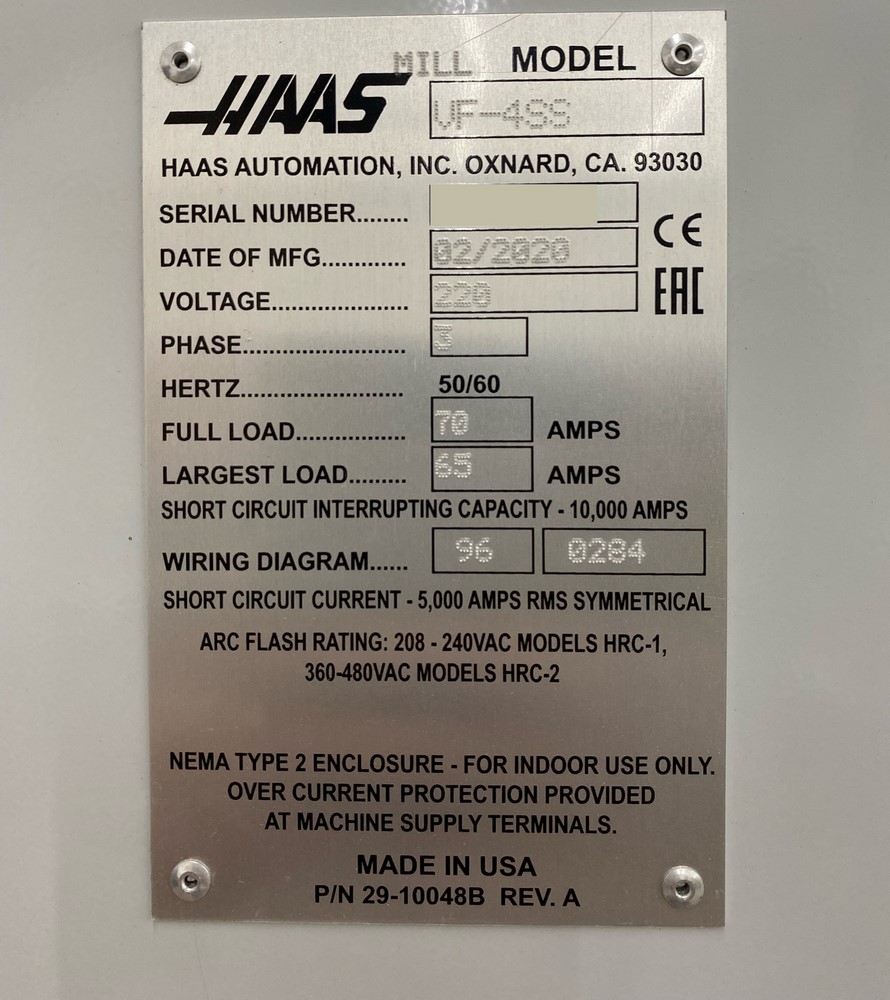 MILL MODEL
HAAS VF-4SS
HAAS AUTOMATION, INC. OXNARD, CA. 93030
SERIAL NUMBER........
DATE OF MFG............. 02/2020
CE
VOLTAGE..................... 220
EAC
PHASE......................... 3
HERTZ......................... 50/60
FULL LOAD................. 70 AMPS
LARGEST LOAD......... 65 AMPS
SHORT CIRCUIT INTERRUPTING CAPACITY - 10,000 AMPS
WIRING DIAGRAM...... 96 0284
SHORT CIRCUIT CURRENT - 5,000 AMPS RMS SYMMETRICAL
ARC FLASH RATING: 208 - 240VAC MODELS HRC-1,
360-480VAC MODELS HRC-2
NEMA TYPE 2 ENCLOSURE - FOR INDOOR USE ONLY.
OVER CURRENT PROTECTION PROVIDED
AT MACHINE SUPPLY TERMINALS.
MADE IN USA
P/N 29-10048B REV. A